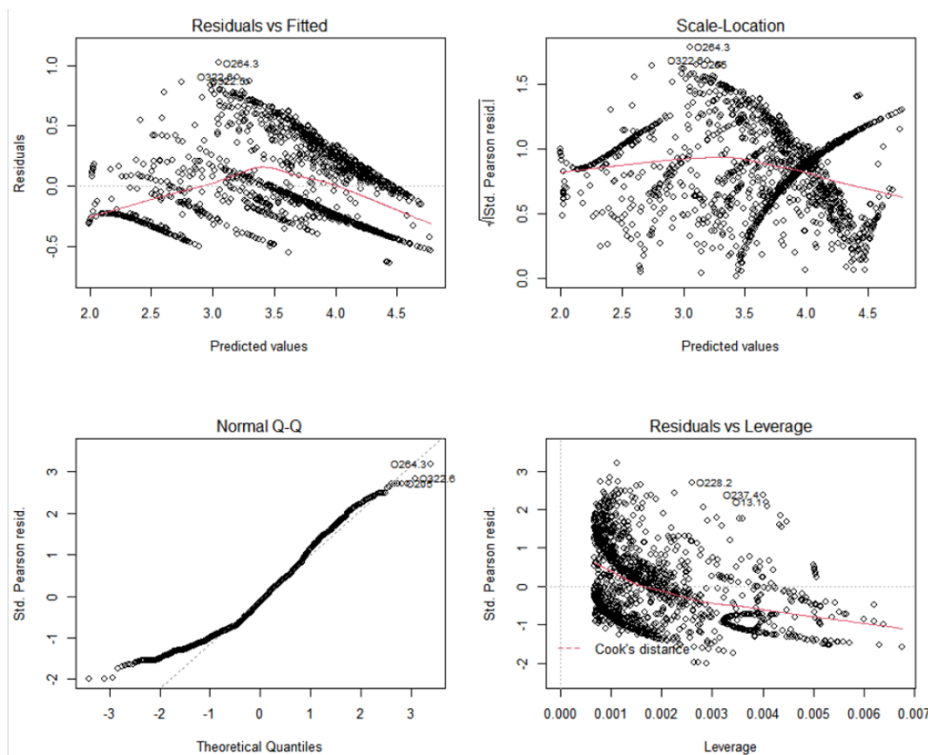 Residuals vs Fitted
Residuals
1.0
0.5
0.0
-0.5
O264.3
O322.6
2.0 2.5 3.0 3.5 4.0 4.5
Predicted values
Scale-Location
√|Std. Pearson resid.|
1.5
1.0
0.5
0.0
O264.3
O322.6
2.0 2.5 3.0 3.5 4.0 4.5
Predicted values
Normal Q-Q
Std. Pearson resid.
3
2
1
0
-1
-2
O264.3
O322.6
-3 -2 -1 0 1 2 3
Theoretical Quantiles
Residuals vs Leverage
Std. Pearson resid.
3
2
1
0
-1
-2
O228.2
O237.4
O13.1
Cook's distance
0.000 0.001 0.002 0.003 0.004 0.005 0.006 0.007
Leverage